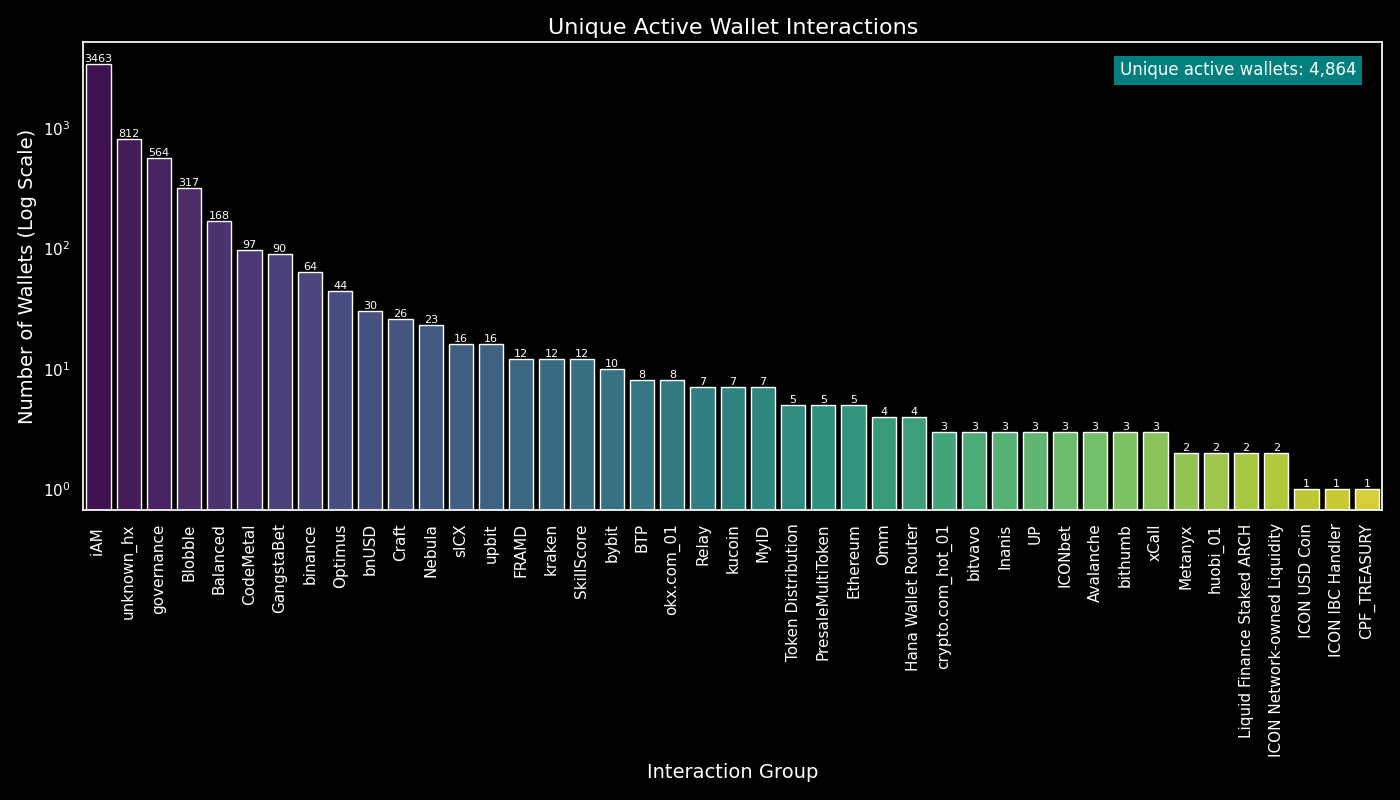 Unique Active Wallet Interactions
Unique active wallets: 4,864
Number of Wallets (Log Scale)
10³
10²
10¹
10⁰
3463
812
564
317
168
97
90
64
44
30
26
23
16
16
12
12
12
10
8
8
7
7
7
5
5
5
4
4
3
3
3
3
3
3
3
3
2
2
2
2
1
1
1
iAM
unknown_hx
governance
Blobble
Balanced
CodeMetal
GangstaBet
binance
Optimus
bnUSD
Craft
Nebula
sICX
upbit
FRAMD
kraken
SkillScore
bybit
BTP
okx.com_01
Relay
kucoin
MyID
Token Distribution
PresaleMultiToken
Ethereum
Omm
Hana Wallet Router
crypto.com_hot_01
bitvavo
Inanis
UP
ICONbet
Avalanche
bithumb
xCall
Metanyx
huobi_01
Liquid Finance Staked ARCH
ICON Network-owned Liquidity
ICON USD Coin
ICON IBC Handler
CPF_TREASURY
Interaction Group